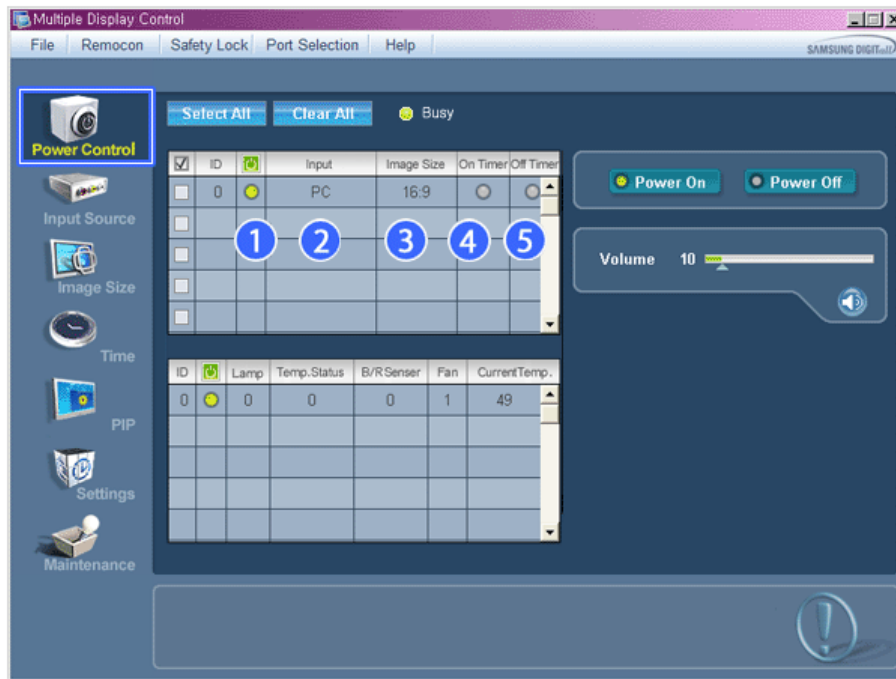 Multiple Display Control
File Remocon Safety Lock Port Selection Help
SAMSUNG DIGITall
Power Control
Input Source
Image Size
Time
PIP
Settings
Maintenance
Select All Clear All Busy
ID Input Image Size On Timer Off Timer
0 PC 16:9
1 2 3 4 5
ID Lamp Temp.Status B/RSenser Fan CurrentTemp.
0 0 0 0 1 49
Power On Power Off
Volume 10